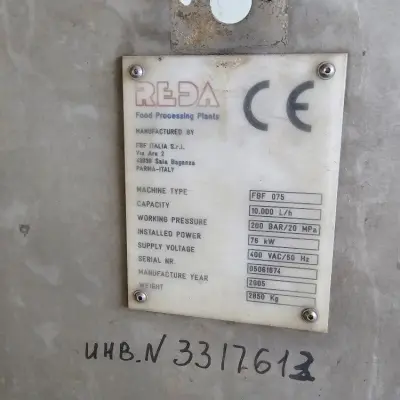 REDA
CE
Food Processing Plants
MANUFACTURED BY
FBF ITALIA S.r.l.
Via Are 2
43038 Sala Baganza
PARMA-ITALY
MACHINE TYPE FBF 075
CAPACITY 10.000 L/h
WORKING PRESSURE 200 BAR/20 MPa
INSTALLED POWER 76 kW
SUPPLY VOLTAGE 400 VAC/50 Hz
SERIAL NR. 05061674
MANUFACTURE YEAR 2005
WEIGHT 2850 Kg
ИНВ.N 3317613